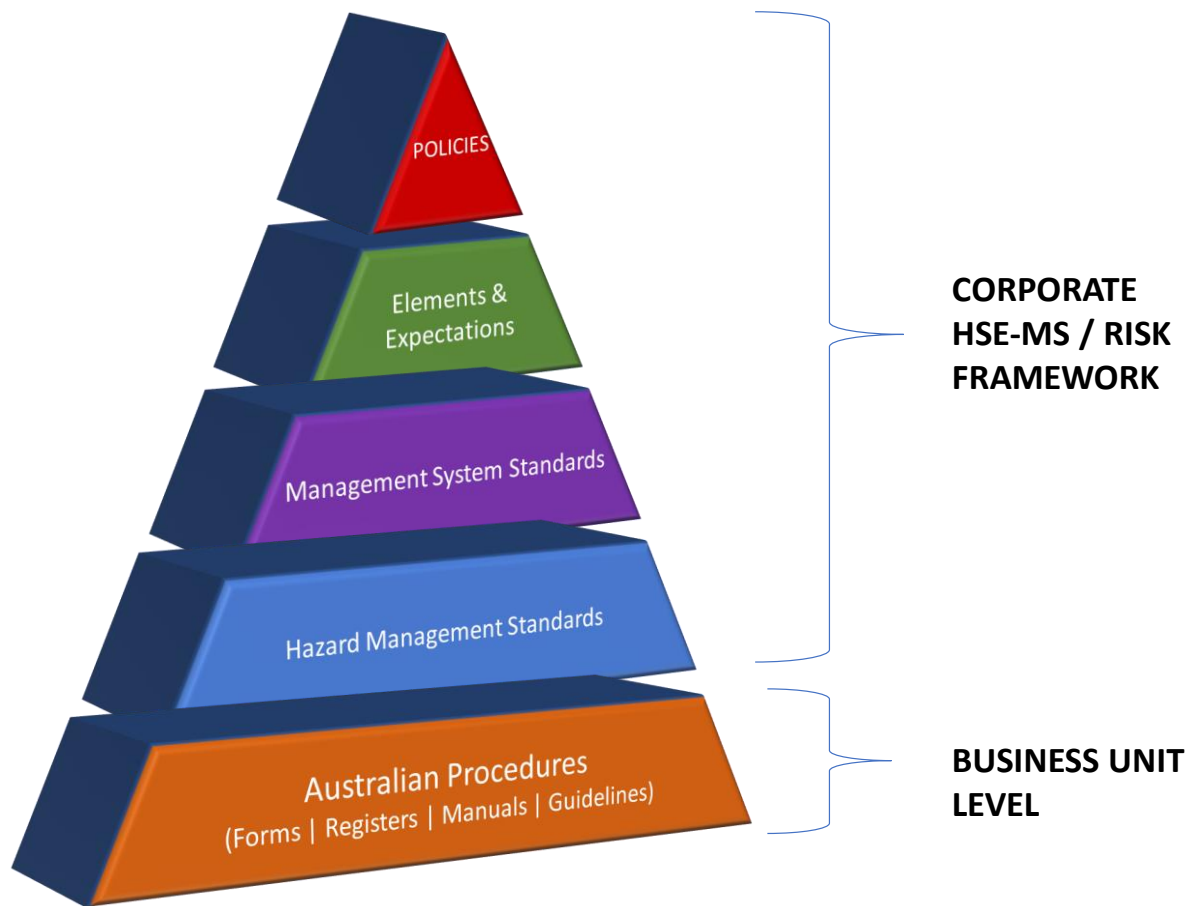 POLICIES
Elements &
Expectations
Management System Standards
Hazard Management Standards
Australian Procedures
(Forms | Registers | Manuals | Guidelines)
CORPORATE
HSE-MS / RISK
FRAMEWORK
BUSINESS UNIT
LEVEL